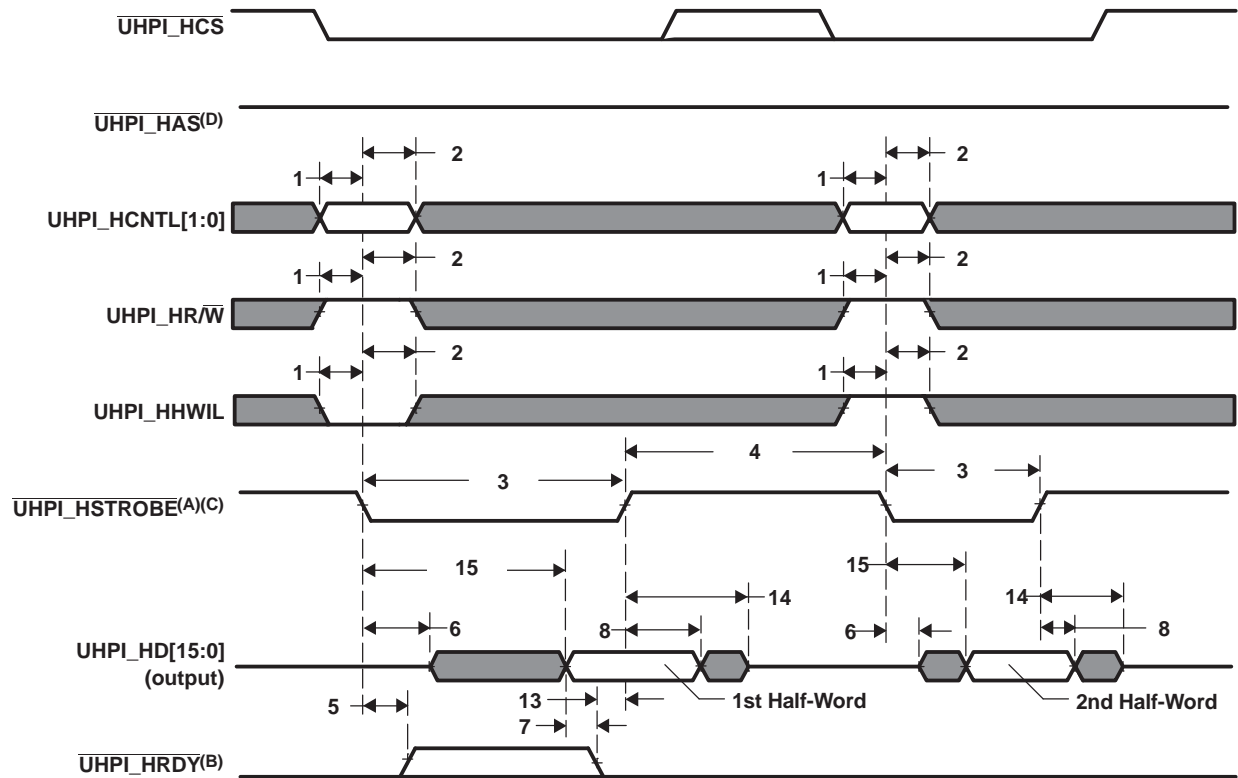 UHPI_HCS
UHPI_HAS(D)
2
2
1
1
UHPI_HCNTL[1:0]
2
2
1
1
UHPI_HR/W
2
2
1
1
UHPI_HHWIL
4
3
3
UHPI_HSTROBE(A)(C)
15
15
14
14
6
8
6
8
UHPI_HD[15:0]
(output)
5
13
1st Half-Word
2nd Half-Word
7
UHPI_HRDY(B)